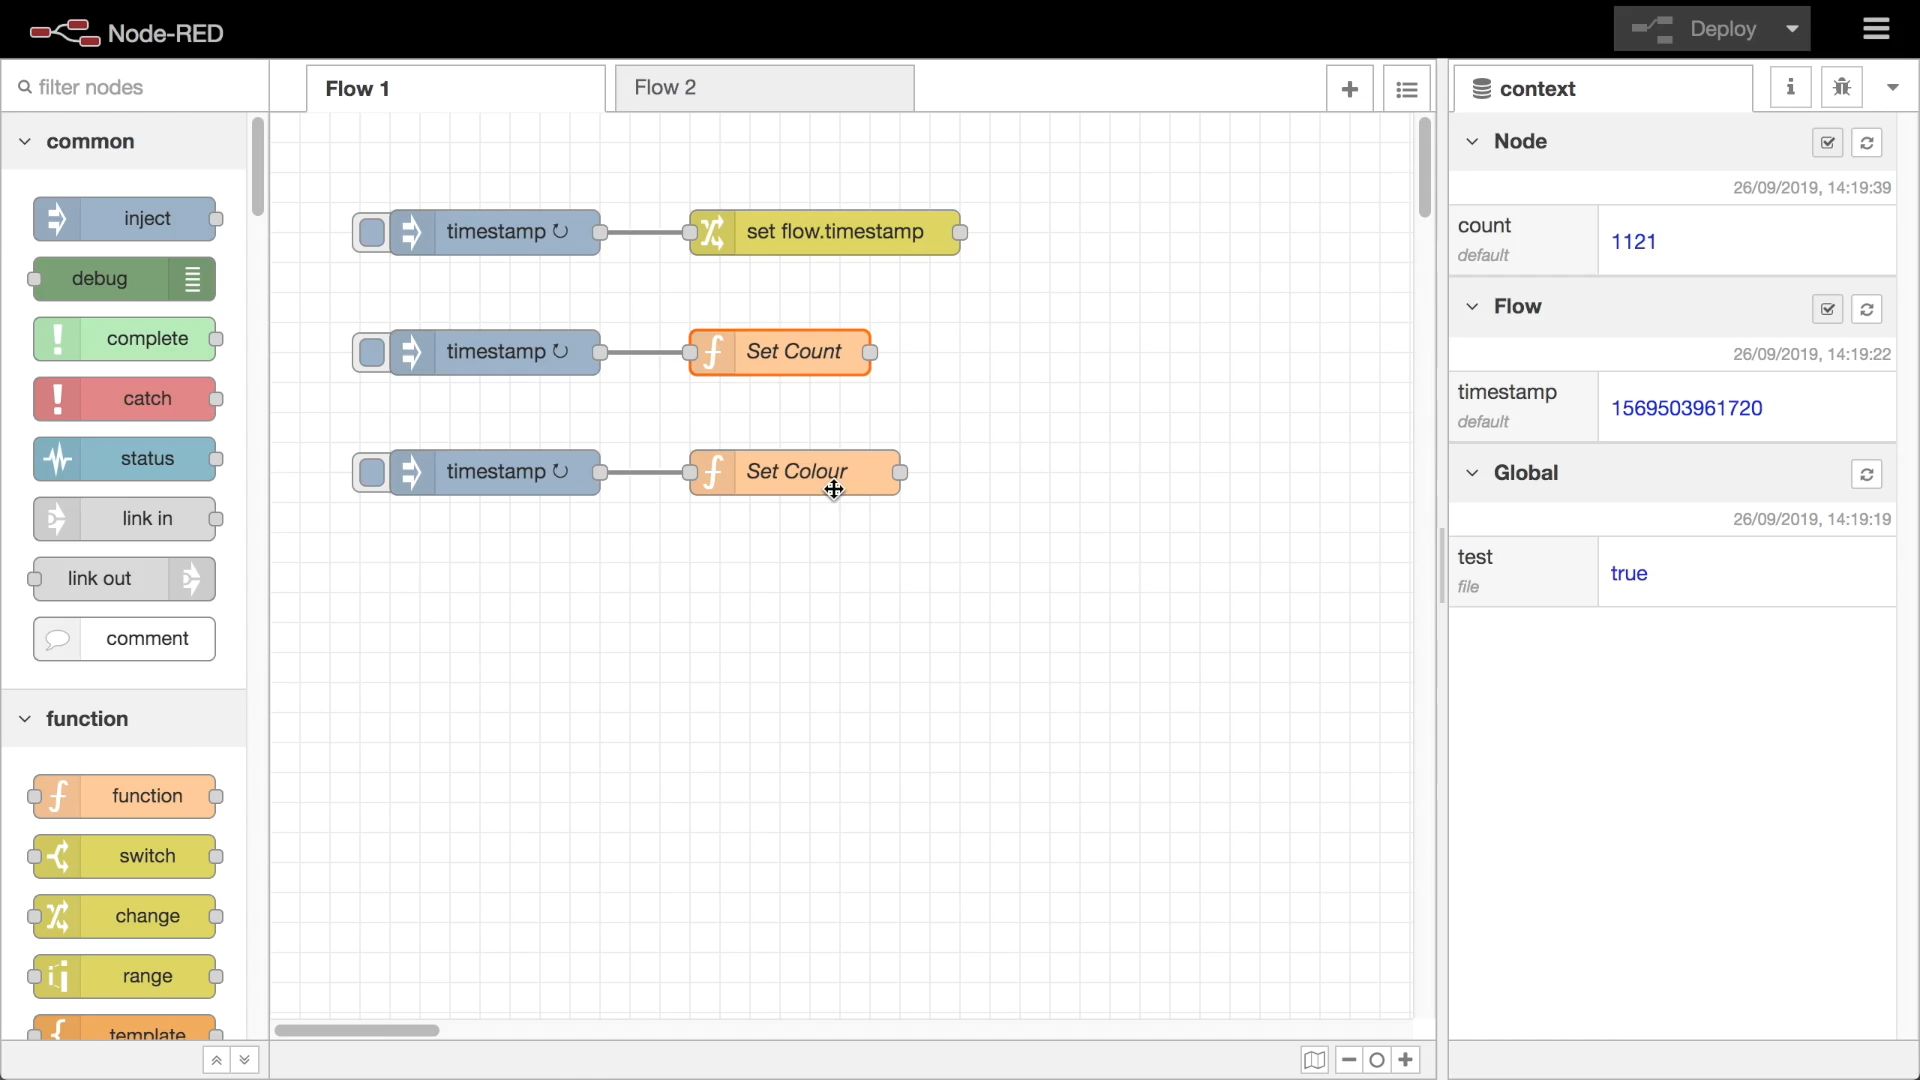 Node-RED
Deploy
filter nodes
Flow 1
Flow 2
context
common
inject
debug
complete
catch
status
link in
link out
comment
function
function
switch
change
range
template
timestamp ↻
set flow.timestamp
timestamp ↻
Set Count
timestamp ↻
Set Colour
Node
26/09/2019, 14:19:39
count
default
1121
Flow
26/09/2019, 14:19:22
timestamp
default
1569503961720
Global
26/09/2019, 14:19:19
test
file
true